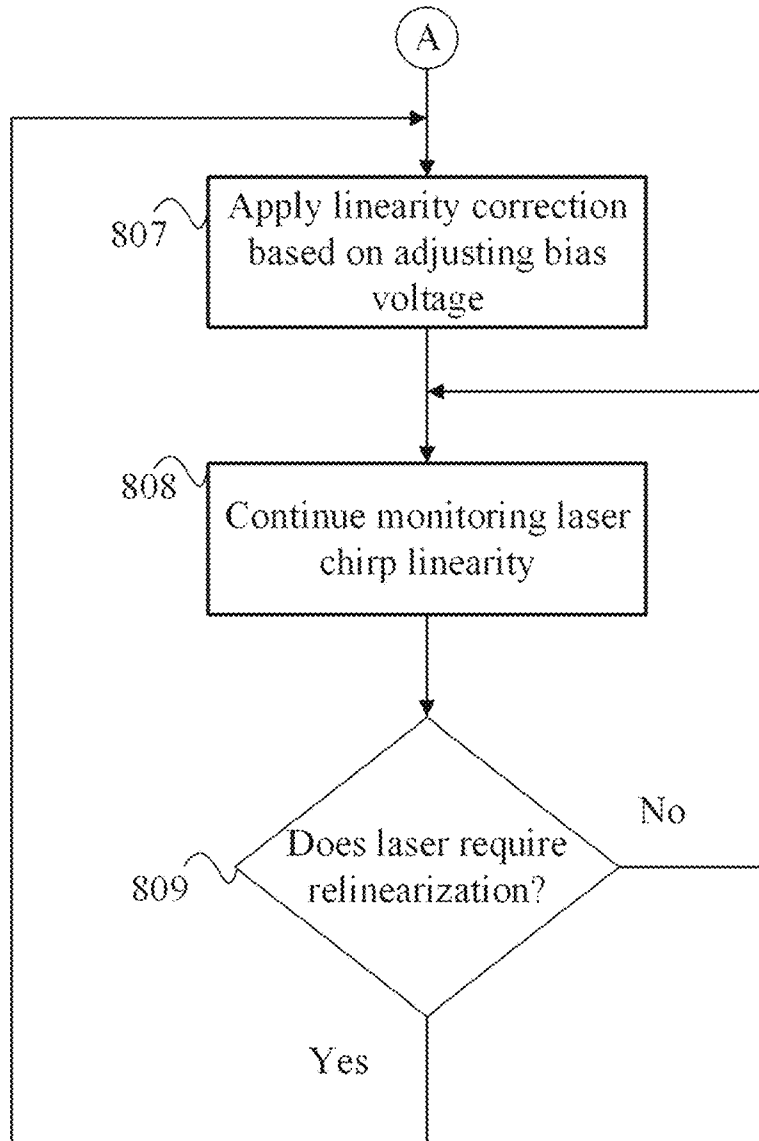 A
807
Apply linearity correction
based on adjusting bias
voltage
808
Continue monitoring laser
chirp linearity
No
809
Does laser require
relinearization?
Yes